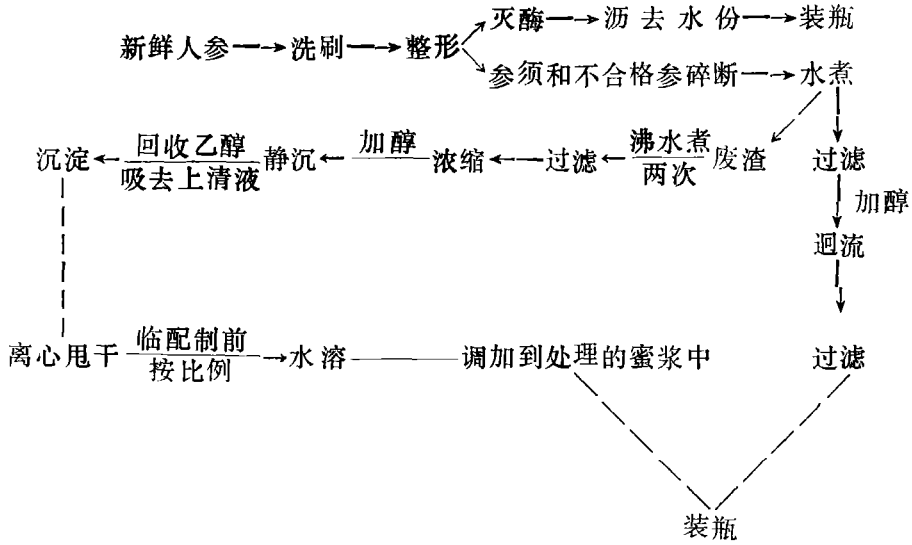 灭酶→沥去水份→装瓶
新鲜人参→洗刷→整形
参须和不合格参碎断→水煮
沉淀←回收乙醇 吸去上清液 静沉←加醇 浓缩←过滤←沸水煮 两次 废渣 过滤
加醇
迥流
离心甩干 临配制前 按比例→水溶——调加到处理的蜜浆中 过滤
装瓶